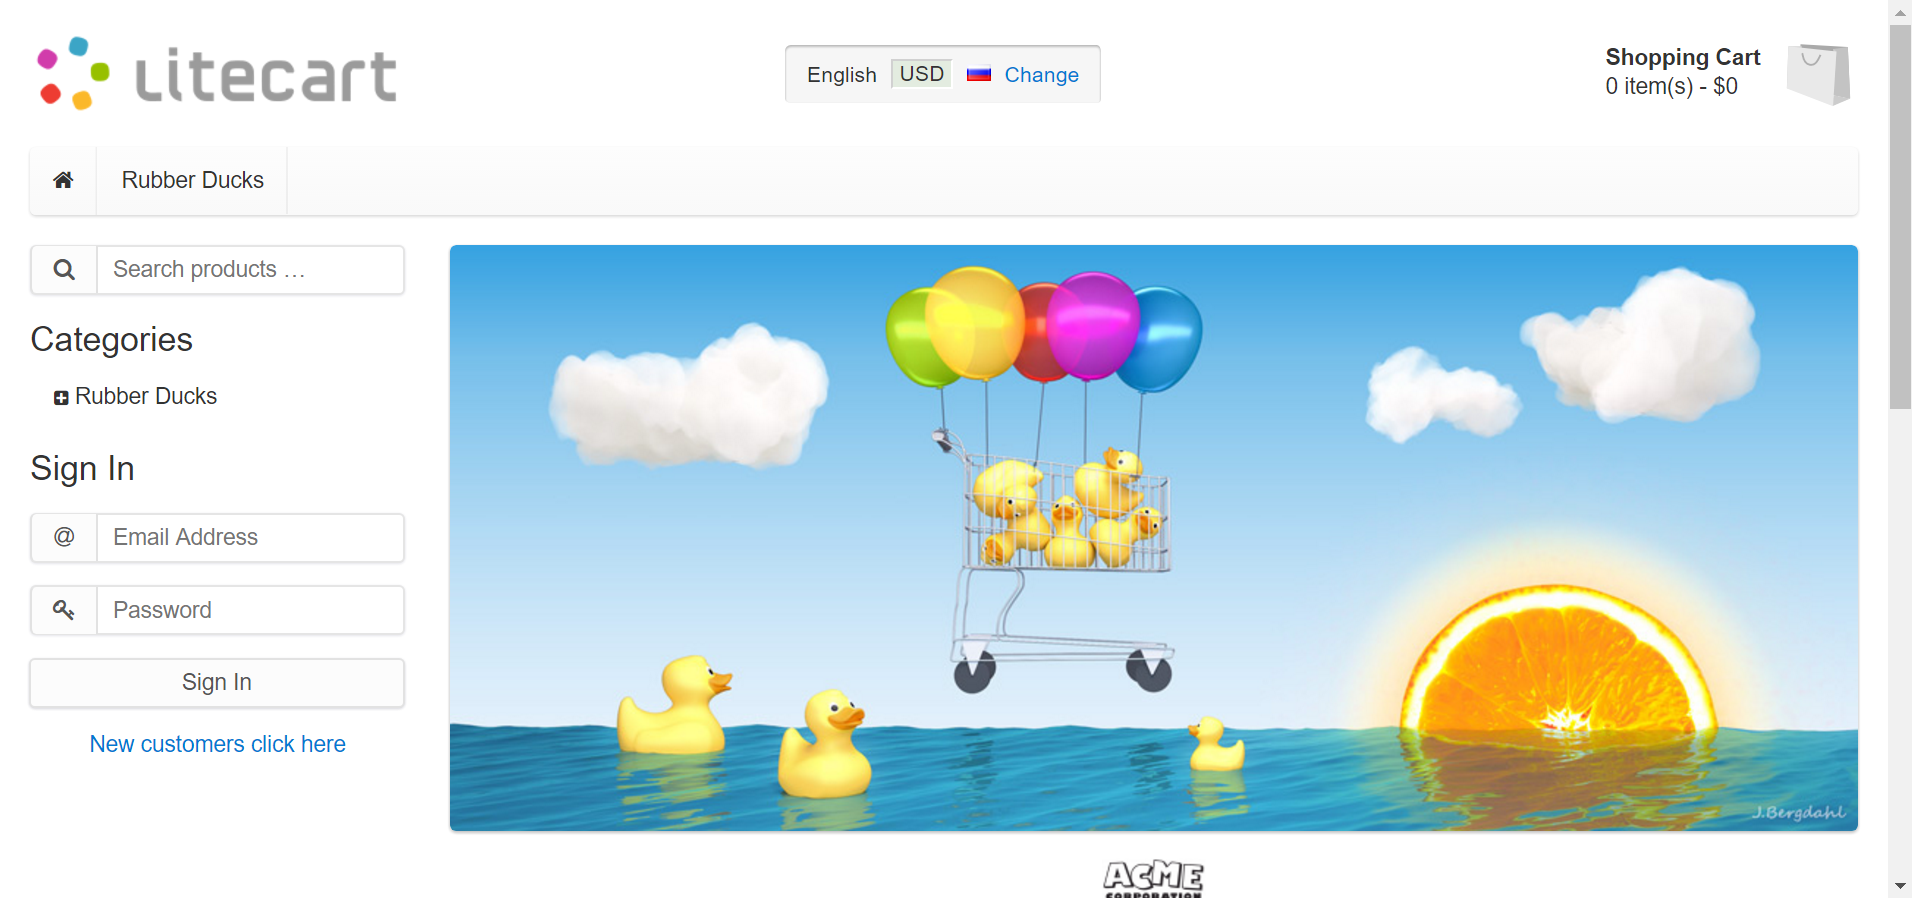 Litecart
English USD Change
Shopping Cart
0 item(s) - $0
Rubber Ducks
Search products …
Categories
Rubber Ducks
Sign In
@ Email Address
Password
Sign In
New customers click here
J.Bergdahl
ACME
CORPORATION